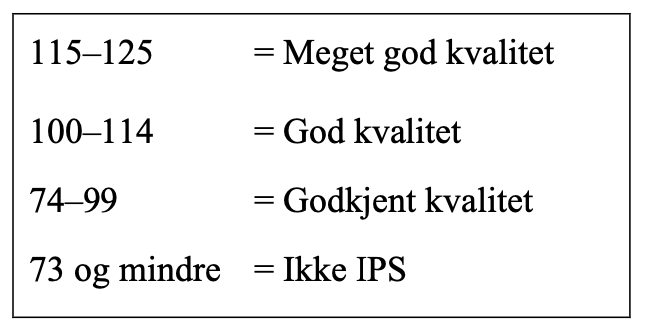 115–125 = Meget god kvalitet
100–114 = God kvalitet
74–99 = Godkjent kvalitet
73 og mindre = Ikke IPS